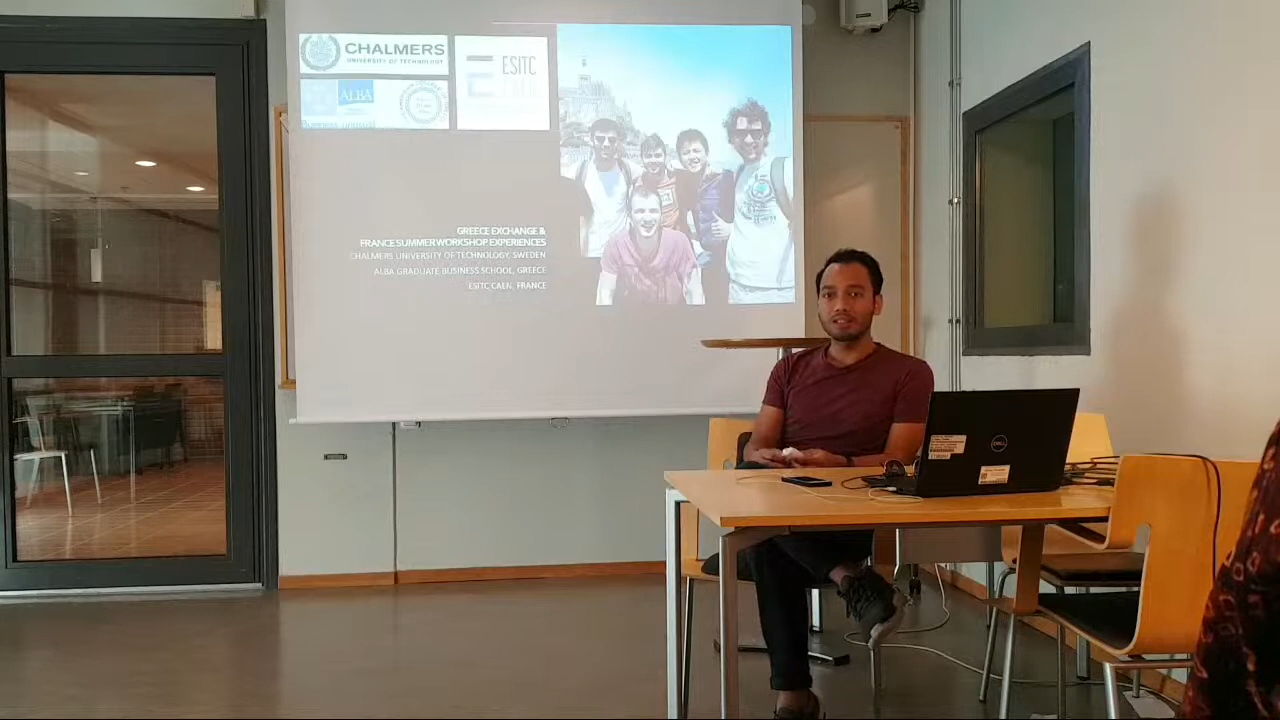 CHALMERS
UNIVERSITY OF TECHNOLOGY
ESITC
ALBA
GREECE EXCHANGE &
FRANCE SUMMER WORKSHOP EXPERIENCES
CHALMERS UNIVERSITY OF TECHNOLOGY, SWEDEN
ALBA GRADUATE BUSINESS SCHOOL, GREECE
ESITC CAEN, FRANCE
DELL